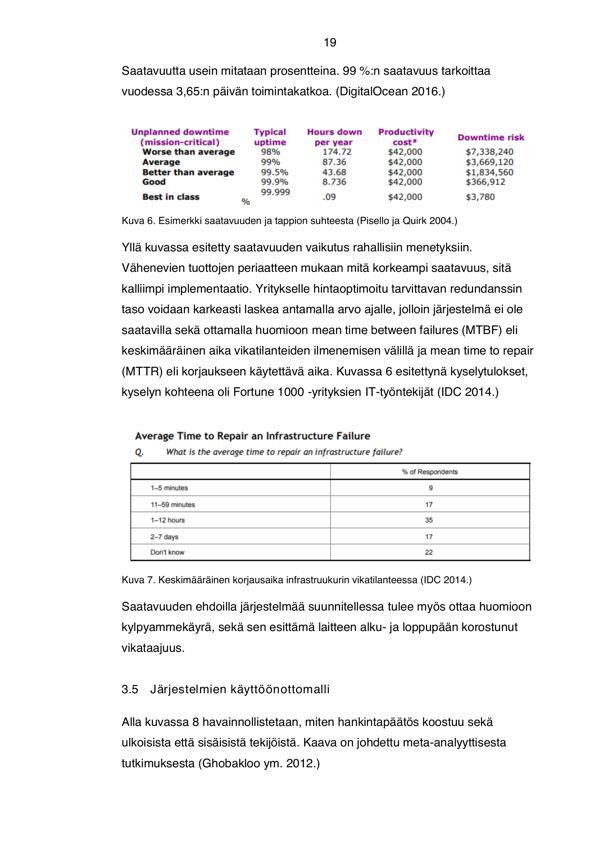 19
Saatavuutta usein mitataan prosentteina. 99 %:n saatavuus tarkoittaa
vuodessa 3,65:n päivän toimintakatkoa. (DigitalOcean 2016.)
Unplanned downtime Typical Hours down Productivity Downtime risk
(mission-critical) uptime per year cost*
Worse than average 98% 174.72 $42,000 $7,338,240
Average 99% 87.36 $42,000 $3,669,120
Better than average 99.5% 43.68 $42,000 $1,834,560
Good 99.9% 8.736 $42,000 $366,912
Best in class 99.999 % .09 $42,000 $3,780
Kuva 6. Esimerkki saatavuuden ja tappion suhteesta (Pisello ja Quirk 2004.)
Yllä kuvassa esitetty saatavuuden vaikutus rahallisiin menetyksiin.
Vähenevien tuottojen periaatteen mukaan mitä korkeampi saatavuus, sitä
kalliimpi implementaatio. Yritykselle hintaoptimoitu tarvittavan redundanssin
taso voidaan karkeasti laskea antamalla arvo ajalle, jolloin järjestelmä ei ole
saatavilla sekä ottamalla huomioon mean time between failures (MTBF) eli
keskimääräinen aika vikatilanteiden ilmenemisen välillä ja mean time to repair
(MTTR) eli korjaukseen käytettävä aika. Kuvassa 6 esitettynä kyselytulokset,
kyselyn kohteena oli Fortune 1000 -yrityksien IT-työntekijät (IDC 2014.)
Average Time to Repair an Infrastructure Failure
Q. What is the average time to repair an infrastructure failure?
% of Respondents
1–5 minutes 9
11–59 minutes 17
1–12 hours 35
2–7 days 17
Don't know 22
Kuva 7. Keskimääräinen korjausaika infrastruukurin vikatilanteessa (IDC 2014.)
Saatavuuden ehdoilla järjestelmää suunnitellessa tulee myös ottaa huomioon
kylpyammekäyrä, sekä sen esittämä laitteen alku- ja loppupään korostunut
vikataajuus.
3.5 Järjestelmien käyttöönottomalli
Alla kuvassa 8 havainnollistetaan, miten hankintapäätös koostuu sekä
ulkoisista että sisäisistä tekijöistä. Kaava on johdettu meta-analyyttisesta
tutkimuksesta (Ghobakloo ym. 2012.)